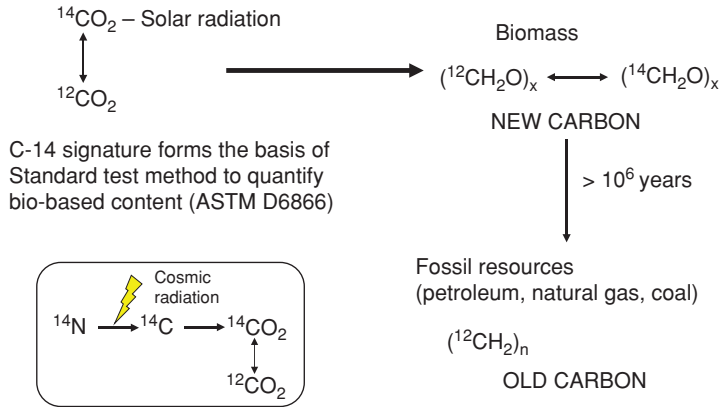 ¹⁴CO₂ – Solar radiation
¹²CO₂
Biomass
(¹²CH₂O)ₓ (¹⁴CH₂O)ₓ
NEW CARBON
C-14 signature forms the basis of
Standard test method to quantify
bio-based content (ASTM D6866)
> 10⁶ years
Fossil resources
(petroleum, natural gas, coal)
(¹²CH₂)ₙ
OLD CARBON
Cosmic
radiation
¹⁴N ¹⁴C ¹⁴CO₂
¹²CO₂